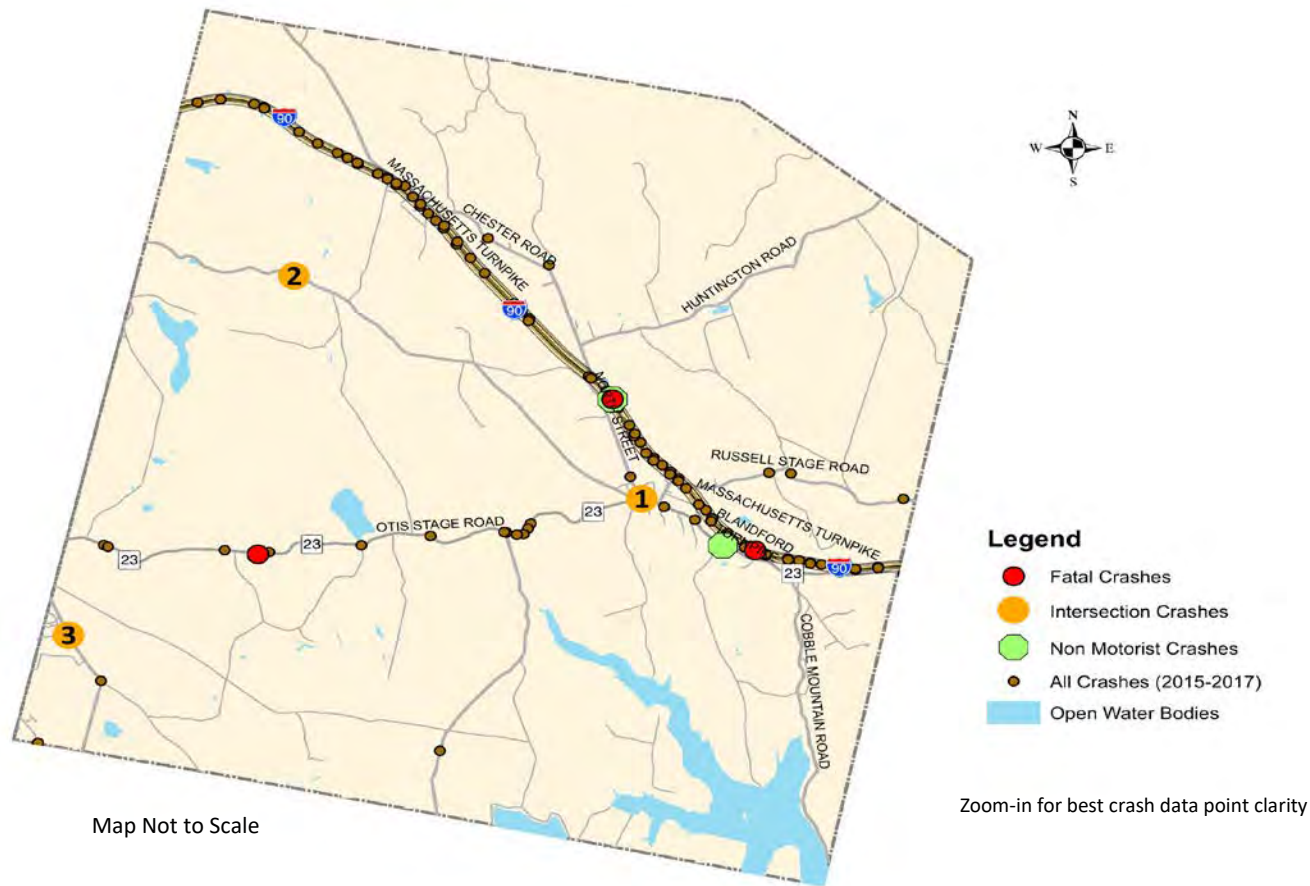 90
N
W
E
S
MASSACHUSETTS TURNPIKE
CHESTER ROAD
2
HUNTINGTON ROAD
90
STREET
RUSSELL STAGE ROAD
1
MASSACHUSETTS TURNPIKE
23
OTIS STAGE ROAD
BLANDFORD
23
23
23
90
3
COBBLE MOUNTAIN ROAD
Legend
Fatal Crashes
Intersection Crashes
Non Motorist Crashes
All Crashes (2015-2017)
Open Water Bodies
Map Not to Scale
Zoom-in for best crash data point clarity